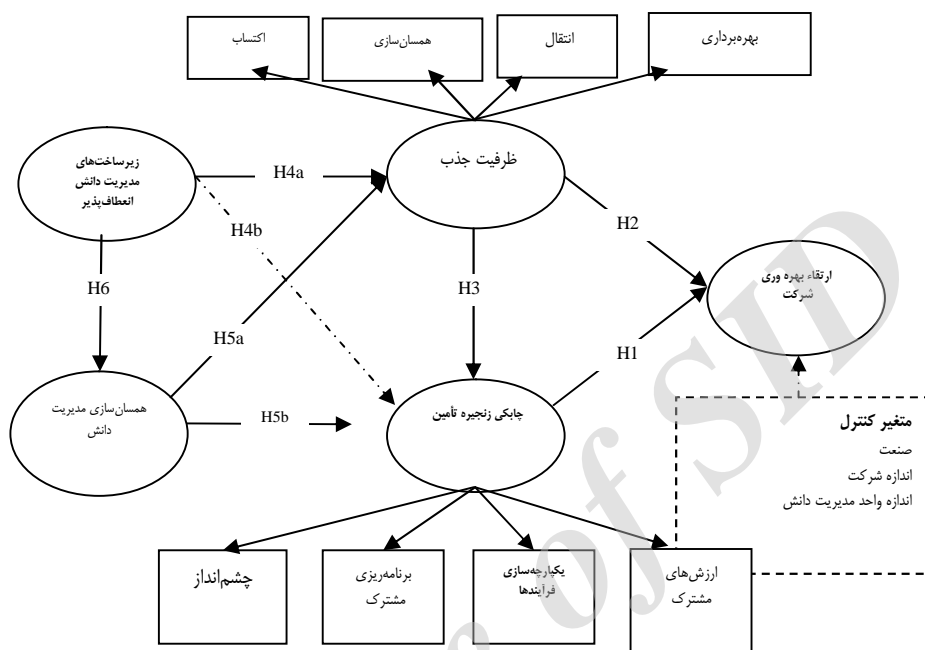 اکتساب
همسان‌سازی
انتقال
بهره‌برداری
زیرساخت‌های
مدیریت دانش
انعطاف‌پذیر
ظرفیت جذب
H4a
H4b
H2
ارتقاء بهره وری
شرکت
H6
H3
H5a
H1
همسان‌سازی مدیریت
دانش
H5b
چابکی زنجیره تأمین
متغیر کنترل
صنعت
اندازه شرکت
اندازه واحد مدیریت دانش
چشم‌انداز
برنامه‌ریزی
مشترک
یکپارچه‌سازی
فرآیندها
ارزش‌های
مشترک
of SID